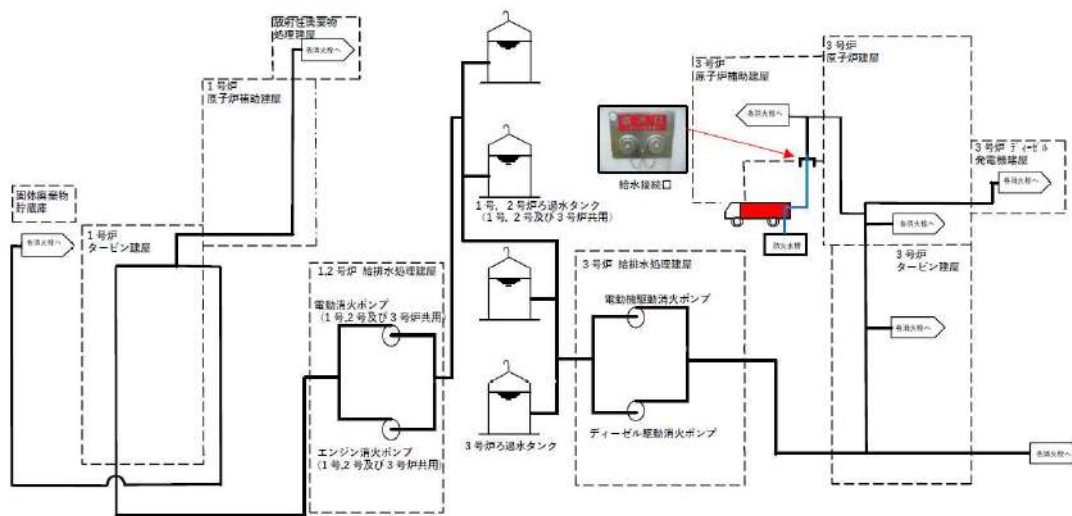 放射性廃棄物
処理建屋
各消火栓へ
1号炉
原子炉補助建屋
固体廃棄物
貯蔵庫
各消火栓へ
1号炉
タービン建屋
1,2号炉 給排水処理建屋
電動消火ポンプ
(1号,2号及び3号炉共用)
エンジン消火ポンプ
(1号,2号及び3号炉共用)
1号、2号炉ろ過水タンク
(1号、2号及び3号炉共用)
3号炉ろ過水タンク
3号炉 給排水処理建屋
電動機駆動消火ポンプ
ディーゼル駆動消火ポンプ
給水接続口
3号炉
原子炉補助建屋
各消火栓へ
防火水槽
3号炉
原子炉建屋
3号炉 ディーゼル
発電機建屋
各消火栓へ
各消火栓へ
3号炉
タービン建屋
各消火栓へ
各消火栓へ